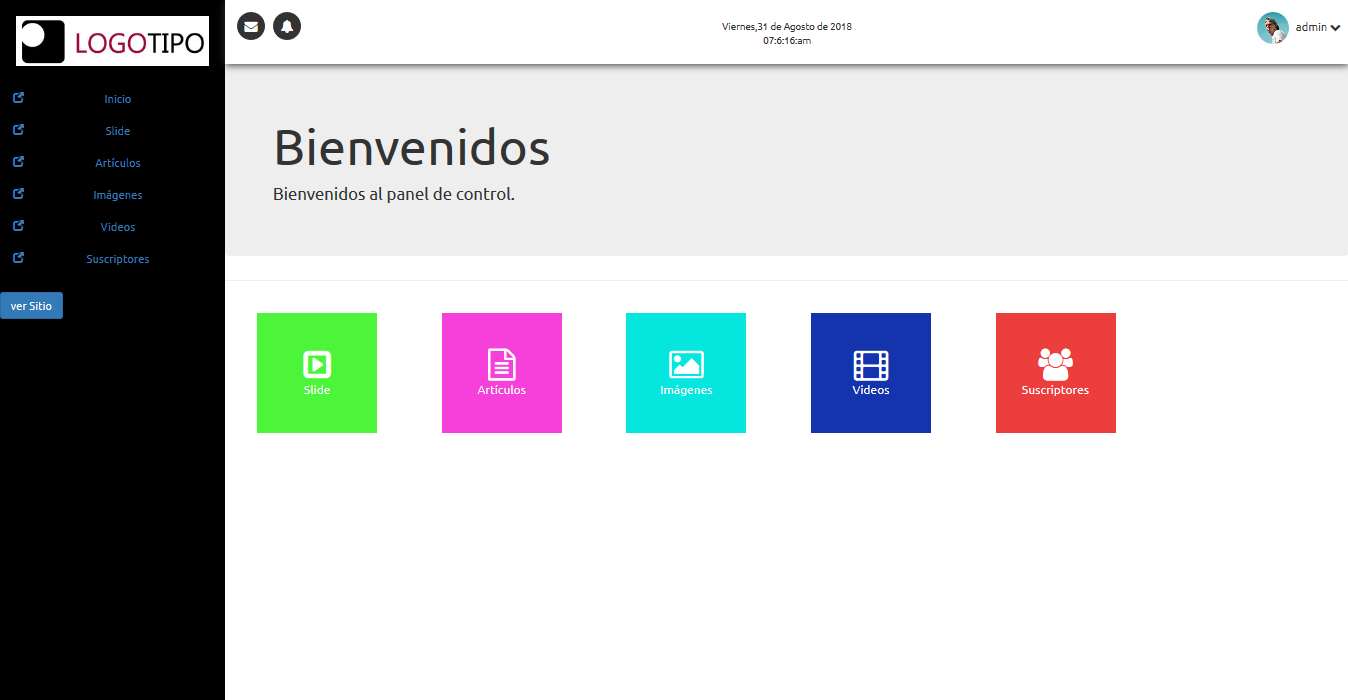 LOGOTIPO
Inicio
Slide
Artículos
Imágenes
Videos
Suscriptores
ver Sitio
Viernes,31 de Agosto de 2018
07:6:16:am
admin
Bienvenidos
Bienvenidos al panel de control.
Slide
Artículos
Imágenes
Videos
Suscriptores